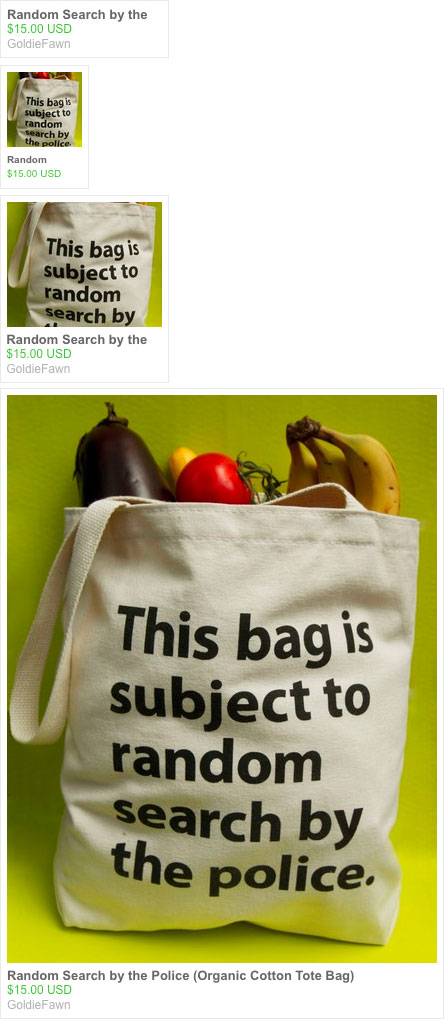 Random Search by the
$15.00 USD
GoldieFawn
This bag is
subject to
random
search by
the police.
Random
$15.00 USD
This bag is
subject to
random
search by
the
Random Search by the
$15.00 USD
GoldieFawn
This bag is
subject to
random
search by
the police.
Random Search by the Police (Organic Cotton Tote Bag)
$15.00 USD
GoldieFawn